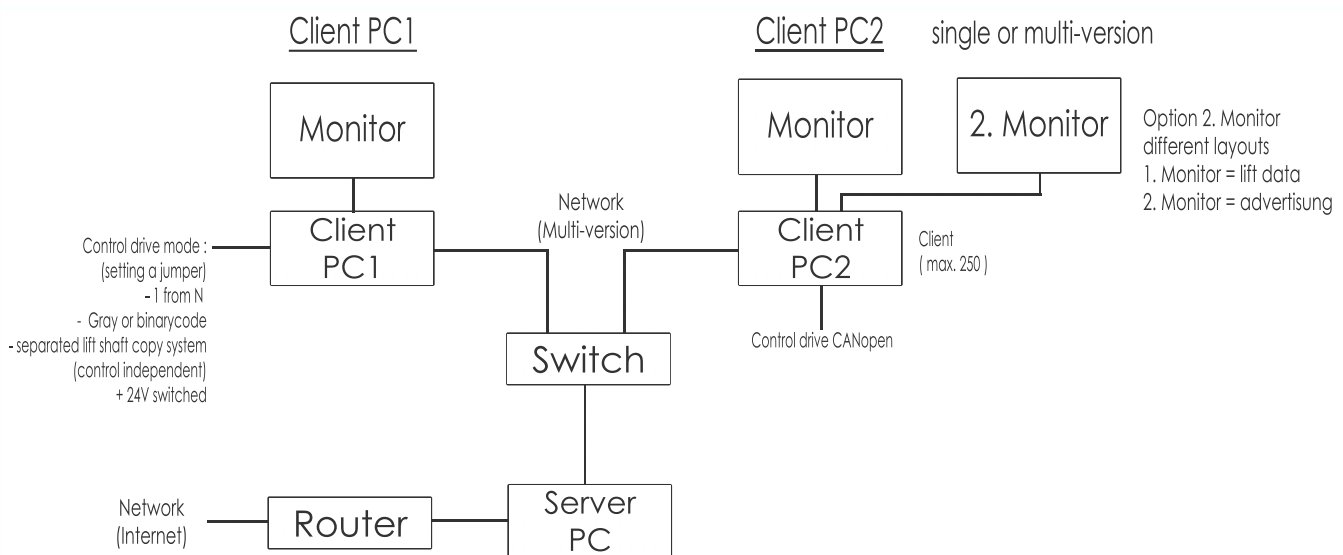 Client PC1
Client PC2
single or multi-version
Monitor
Monitor
2. Monitor
Option 2. Monitor
different layouts
1. Monitor = lift data
2. Monitor = advertisung
Network
(Multi-version)
Client
PC1
Client
PC2
Client
( max. 250 )
Control drive mode :
(setting a jumper)
- 1 from N
- Gray or binarycode
- separated lift shaft copy system
(control independent)
+ 24V switched
Control drive CANopen
Switch
Network
(Internet)
Router
Server
PC